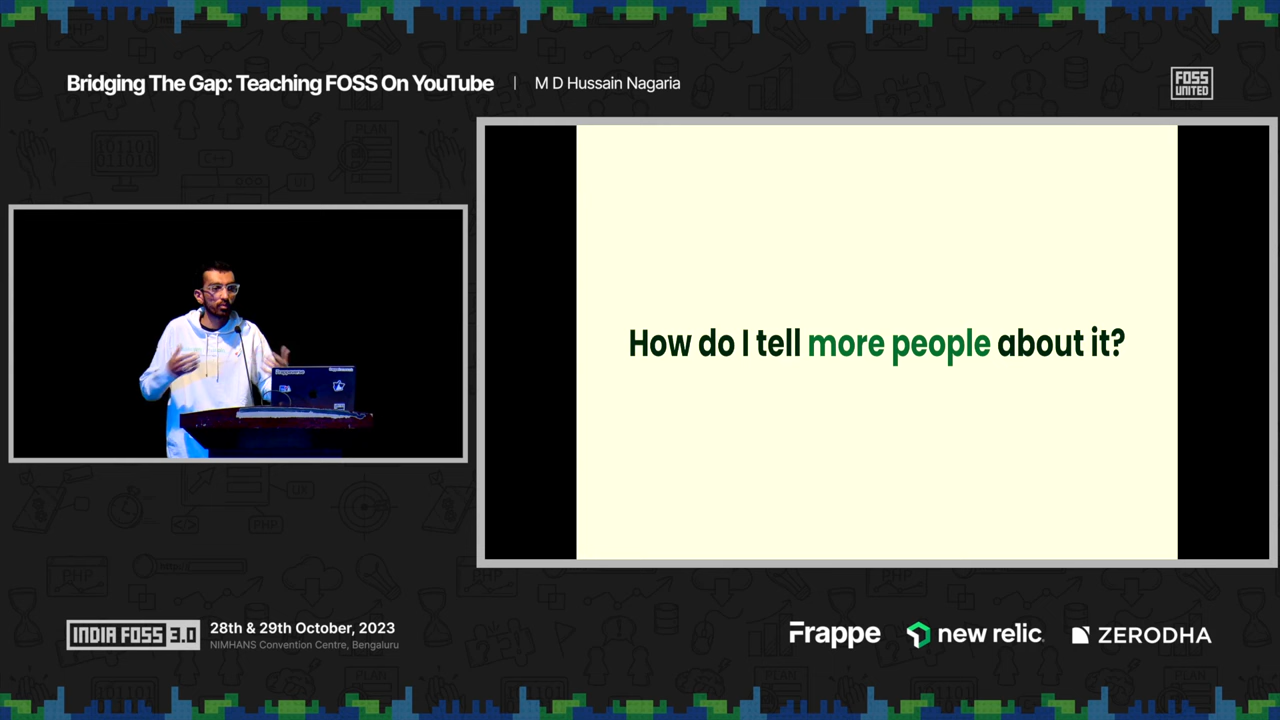 Bridging The Gap: Teaching FOSS On YouTube | M D Hussain Nagaria
FOSS
UNITED
How do I tell more people about it?
INDIA FOSS 3.0
28th & 29th October, 2023
NIMHANS Convention Centre, Bengaluru
Frappe
new relic
ZERODHA